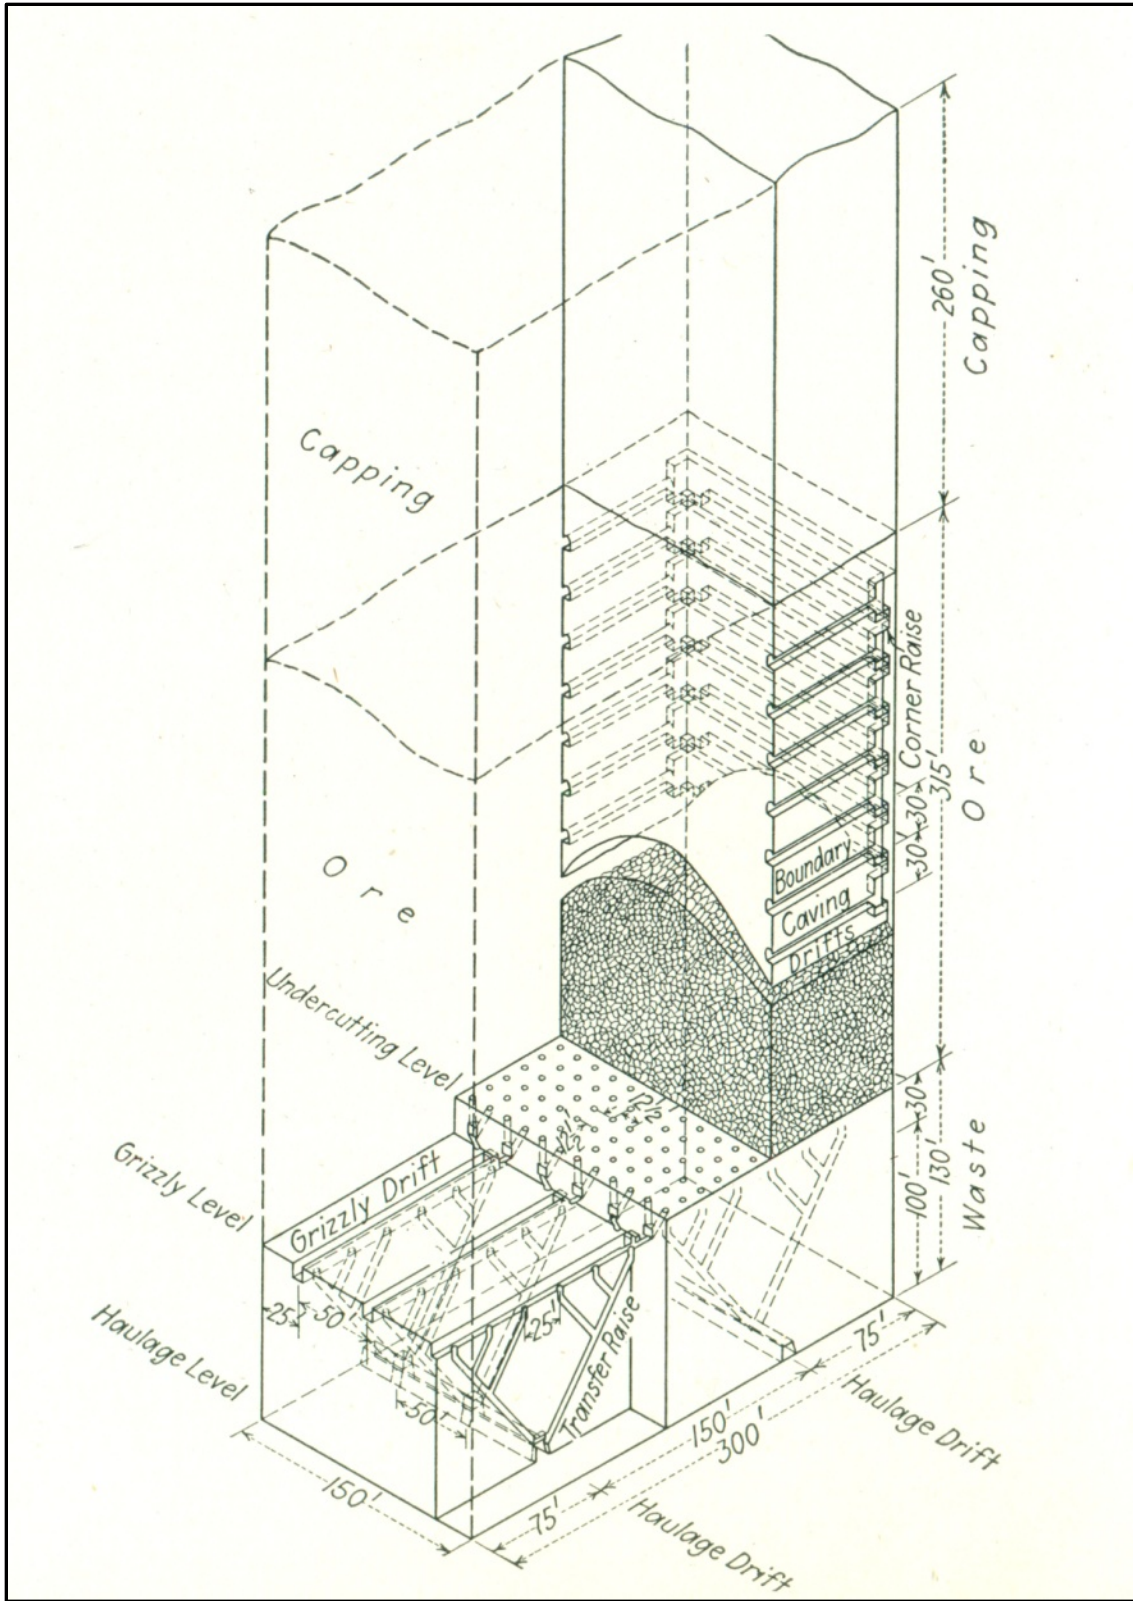 260'
Capping
Capping
Corner Raise
315'
Ore
30'
30'
Boundary
Caving
Drifts
Ore
Undercutting Level
12½'
12½'
30'
130'
100'
Waste
Grizzly Level
Grizzly Drift
25'
50'
25'
Transfer Raise
50'
Haulage Level
150'
75'
Haulage Drift
150'
300'
75'
Haulage Drift